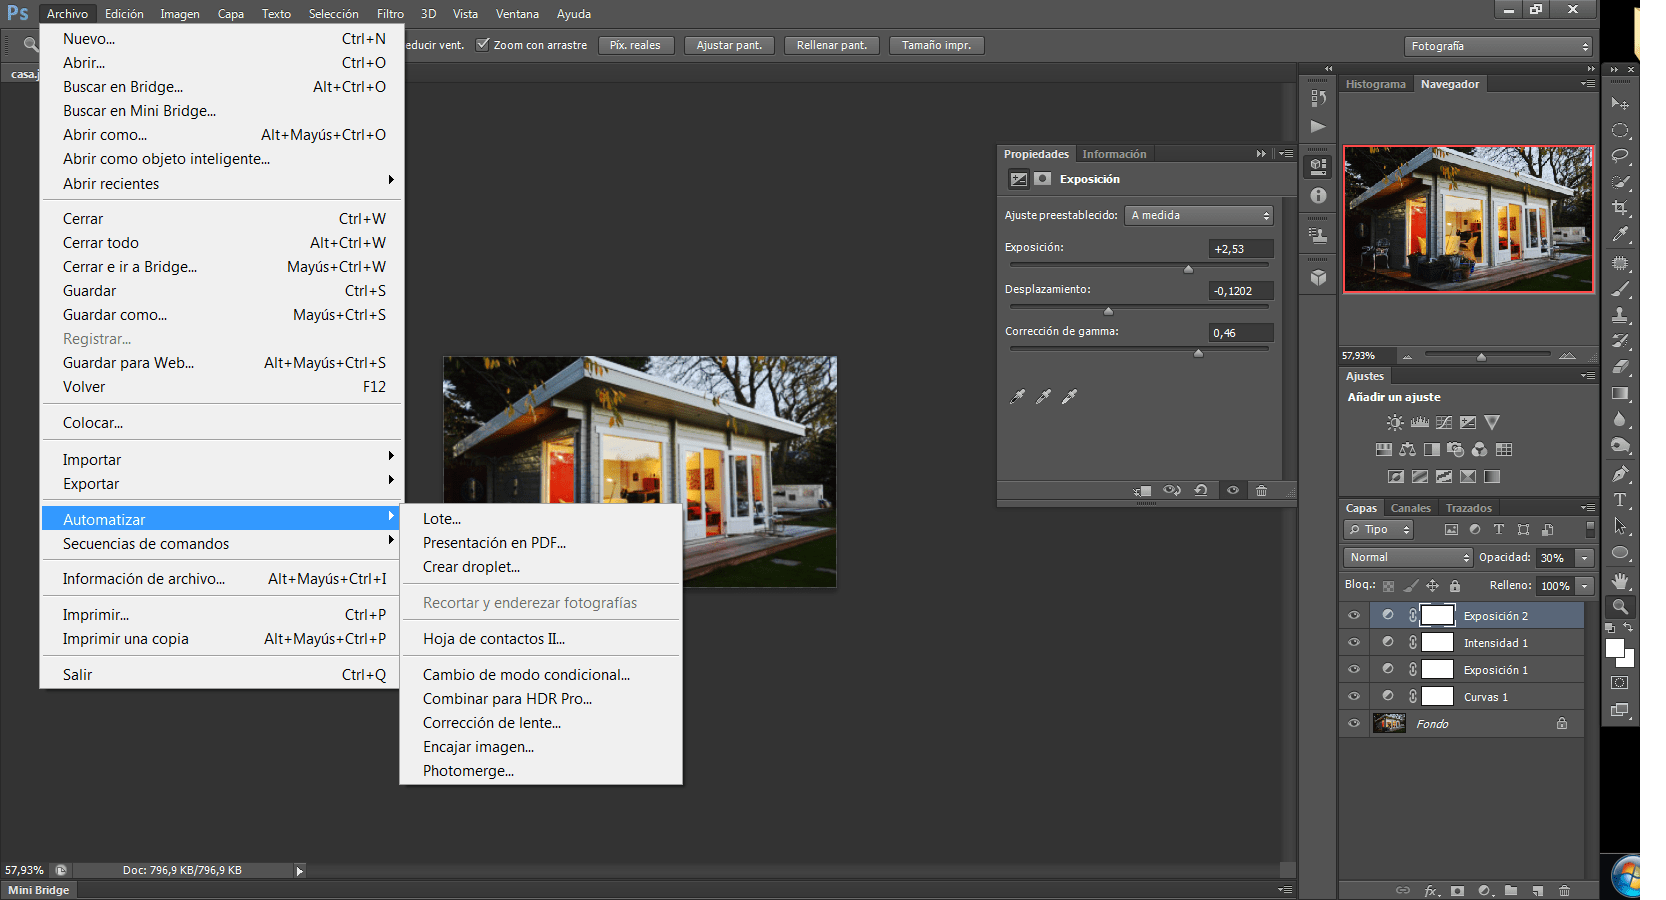 Ps Archivo Edición Imagen Capa Texto Selección Filtro 3D Vista Ventana Ayuda
educir vent. Zoom con arrastre Píx. reales Ajustar pant. Rellenar pant. Tamaño impr. Fotografía
casa.j
Nuevo... Ctrl+N
Abrir... Ctrl+O
Buscar en Bridge... Alt+Ctrl+O
Buscar en Mini Bridge...
Abrir como... Alt+Mayús+Ctrl+O
Abrir como objeto inteligente...
Abrir recientes
Cerrar Ctrl+W
Cerrar todo Alt+Ctrl+W
Cerrar e ir a Bridge... Mayús+Ctrl+W
Guardar Ctrl+S
Guardar como... Mayús+Ctrl+S
Registrar...
Guardar para Web... Alt+Mayús+Ctrl+S
Volver F12
Colocar...
Importar
Exportar
Automatizar
Secuencias de comandos
Información de archivo... Alt+Mayús+Ctrl+I
Imprimir... Ctrl+P
Imprimir una copia Alt+Mayús+Ctrl+P
Salir Ctrl+Q
Lote...
Presentación en PDF...
Crear droplet...
Recortar y enderezar fotografías
Hoja de contactos II...
Cambio de modo condicional...
Combinar para HDR Pro...
Corrección de lente...
Encajar imagen...
Photomerge...
Propiedades Información
Exposición
Ajuste preestablecido: A medida
Exposición: +2,53
Desplazamiento: -0,1202
Corrección de gamma: 0,46
Histograma Navegador
57,93%
Ajustes
Añadir un ajuste
Capas Canales Trazados
Tipo
Normal Opacidad: 30%
Bloq.: Relleno: 100%
Exposición 2
Intensidad 1
Exposición 1
Curvas 1
Fondo
57,93% Doc: 796,9 KB/796,9 KB
Mini Bridge